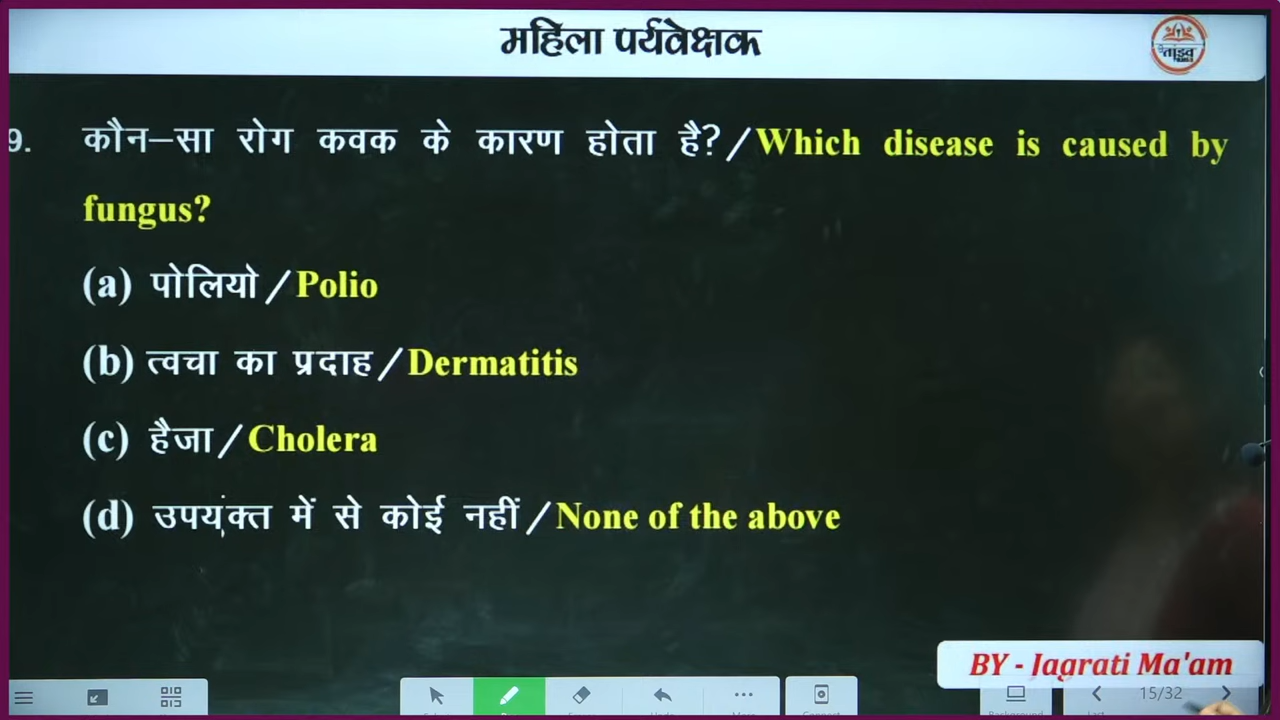 महिला पर्यवेक्षक
9. कौन–सा रोग कवक के कारण होता है?/Which disease is caused by
fungus?
(a) पोलियो/Polio
(b) त्वचा का प्रदाह/Dermatitis
(c) हैजा/Cholera
(d) उपयुंक्त में से कोई नहीं/None of the above
BY - Jagrati Ma'am
15/32